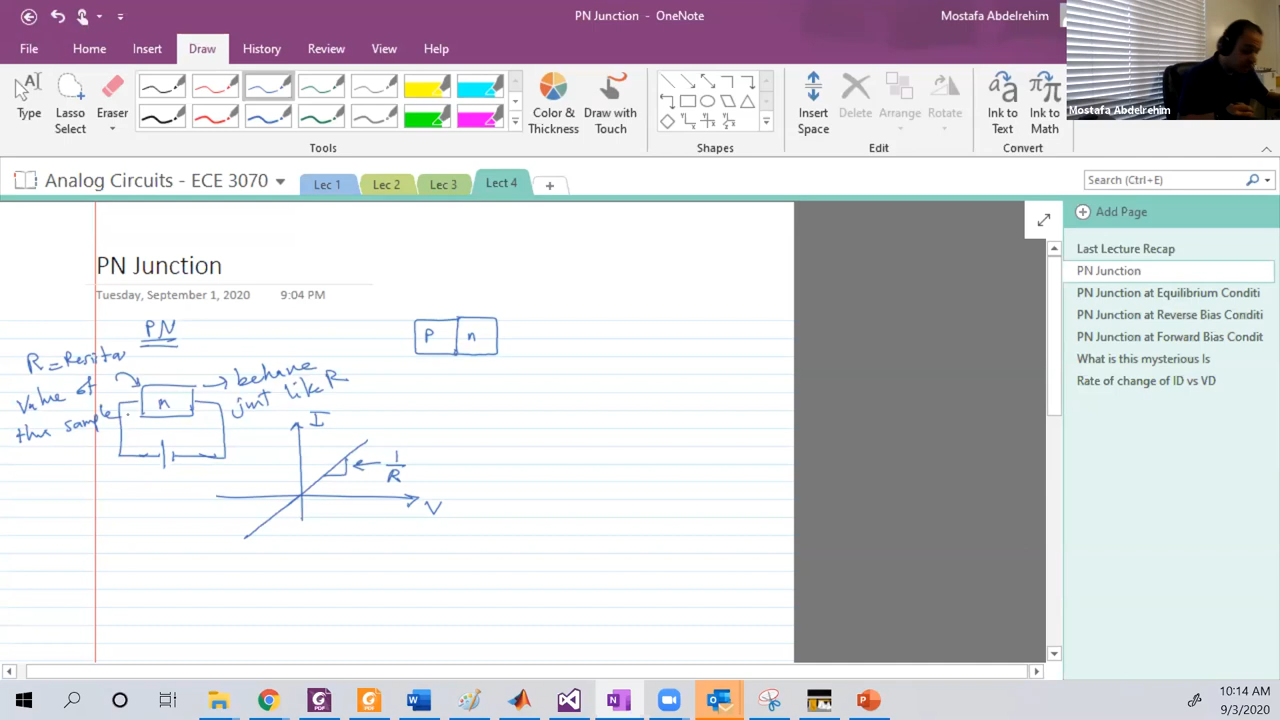 PN Junction - OneNote
Mostafa Abdelrehim
File Home Insert Draw History Review View Help
Type
Lasso Select
Eraser
Color & Thickness
Draw with Touch
Insert Space
Delete
Arrange
Rotate
Ink to Text
Ink to Math
Tools
Shapes
Edit
Convert
Mostafa Abdelrehim
Analog Circuits - ECE 3070
Lec 1
Lec 2
Lec 3
Lect 4
Search (Ctrl+E)
Add Page
Last Lecture Recap
PN Junction
PN Junction at Equilibrium Conditi
PN Junction at Reverse Bias Conditi
PN Junction at Forward Bias Condit
What is this mysterious Is
Rate of change of ID vs VD
PN Junction
Tuesday, September 1, 2020 9:04 PM
PN
P n
R = Resistor
value of
this sample
n
behave
just like R
I
1
R
V
10:14 AM
9/3/2020